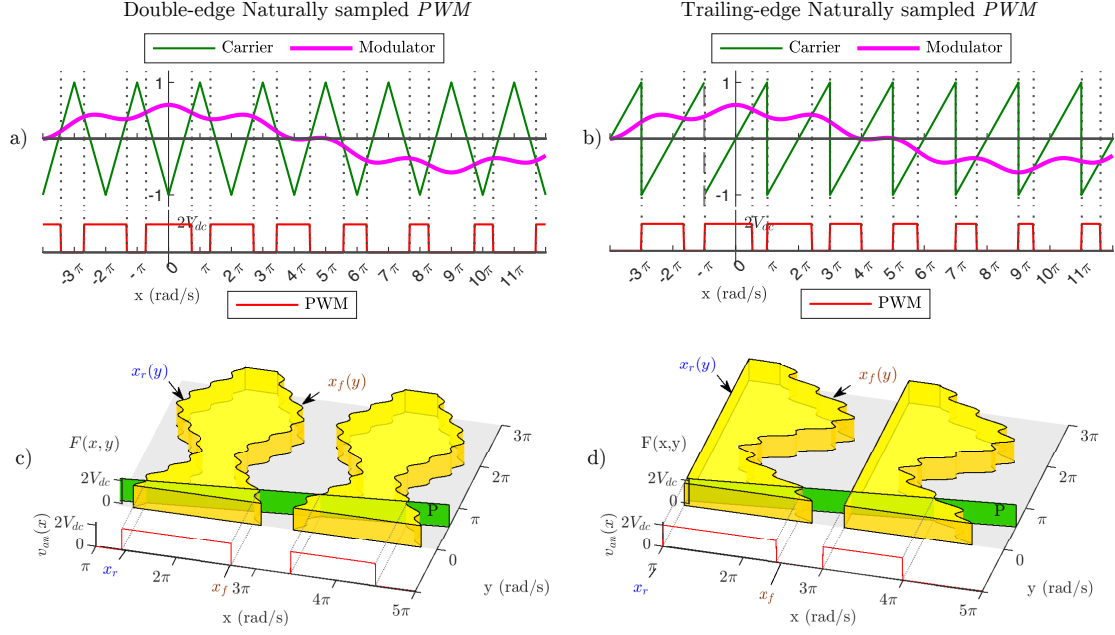 Double-edge Naturally sampled PWM
Carrier Modulator
a)
1
-1
2V_dc
-3π -2π -π 0 π 2π 3π 4π 5π 6π 7π 8π 9π 10π 11π
x (rad/s)
PWM
Trailing-edge Naturally sampled PWM
Carrier Modulator
b)
1
-1
2V_dc
-3π -2π -π 0 π 2π 3π 4π 5π 6π 7π 8π 9π 10π 11π
x (rad/s)
PWM
c)
x_r(y)
x_f(y)
F(x, y)
2V_dc
0
P
3π
2π
π
0
y (rad/s)
v_an(x)
2V_dc
0
π 2π 3π 4π 5π
x_r
x_f
x (rad/s)
d)
x_r(y)
x_f(y)
F(x,y)
2V_dc
0
P
3π
2π
π
0
y (rad/s)
v_an(x)
2V_dc
0
π 2π 3π 4π 5π
x_r
x_f
x (rad/s)